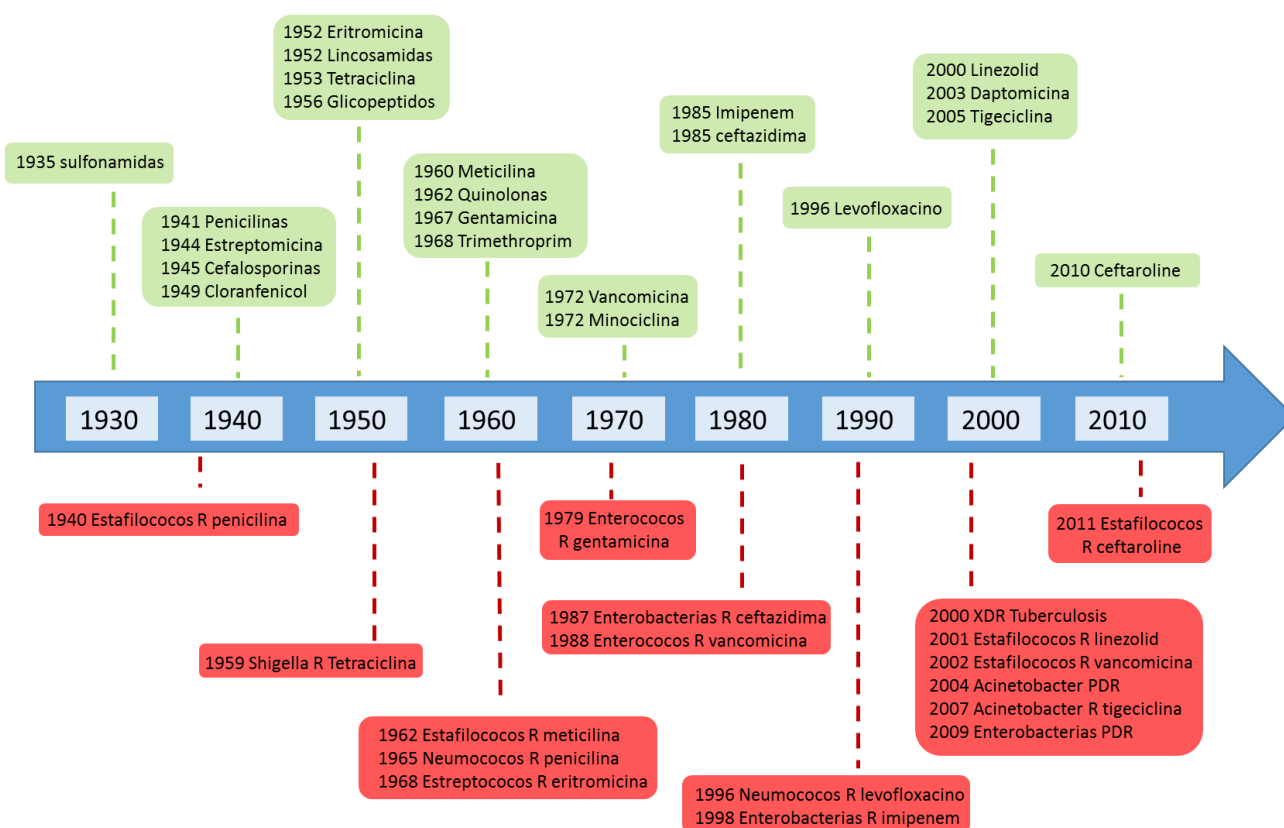 1935 sulfonamidas
1941 Penicilinas
1944 Estreptomicina
1945 Cefalosporinas
1949 Cloranfenicol
1952 Eritromicina
1952 Lincosamidas
1953 Tetraciclina
1956 Glicopeptidos
1960 Meticilina
1962 Quinolonas
1967 Gentamicina
1968 Trimethroprim
1972 Vancomicina
1972 Minociclina
1985 Imipenem
1985 ceftazidima
1996 Levofloxacino
2000 Linezolid
2003 Daptomicina
2005 Tigeciclina
2010 Ceftaroline
1930
1940
1950
1960
1970
1980
1990
2000
2010
1940 Estafilococos R penicilina
1959 Shigella R Tetraciclina
1962 Estafilococos R meticilina
1965 Neumococos R penicilina
1968 Estreptococos R eritromicina
1979 Enterococos
R gentamicina
1987 Enterobacterias R ceftazidima
1988 Enterococos R vancomicina
1996 Neumococos R levofloxacino
1998 Enterobacterias R imipenem
2000 XDR Tuberculosis
2001 Estafilococos R linezolid
2002 Estafilococos R vancomicina
2004 Acinetobacter PDR
2007 Acinetobacter R tigeciclina
2009 Enterobacterias PDR
2011 Estafilococos
R ceftaroline